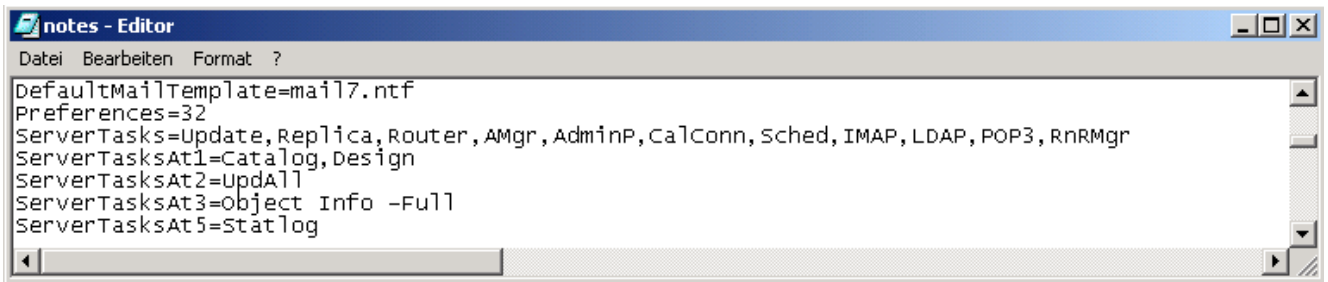 notes - Editor
Datei Bearbeiten Format ?
DefaultMailTemplate=mail7.ntf
Preferences=32
ServerTasks=Update,Replica,Router,AMgr,AdminP,CalConn,Sched,IMAP,LDAP,POP3,RnRMgr
ServerTasksAt1=Catalog,Design
ServerTasksAt2=UpdAll
ServerTasksAt3=Object Info -Full
ServerTasksAt5=Statlog